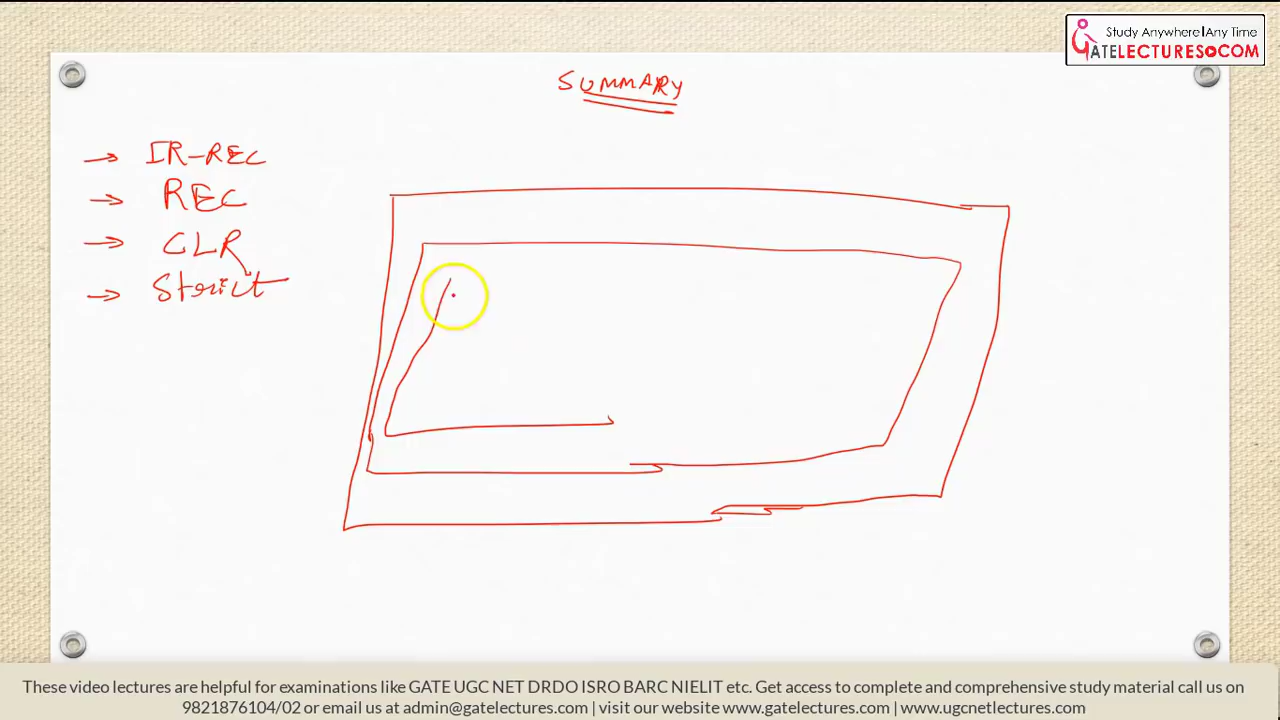 Study Anywhere|Any Time
GATELECTURES.COM
SUMMARY
→ IR-REC
→ REC
→ CLR
→ Strict
These video lectures are helpful for examinations like GATE UGC NET DRDO ISRO BARC NIELIT etc. Get access to complete and comprehensive study material call us on
9821876104/02 or email us at admin@gatelectures.com | visit our website www.gatelectures.com | www.ugcnetlectures.com